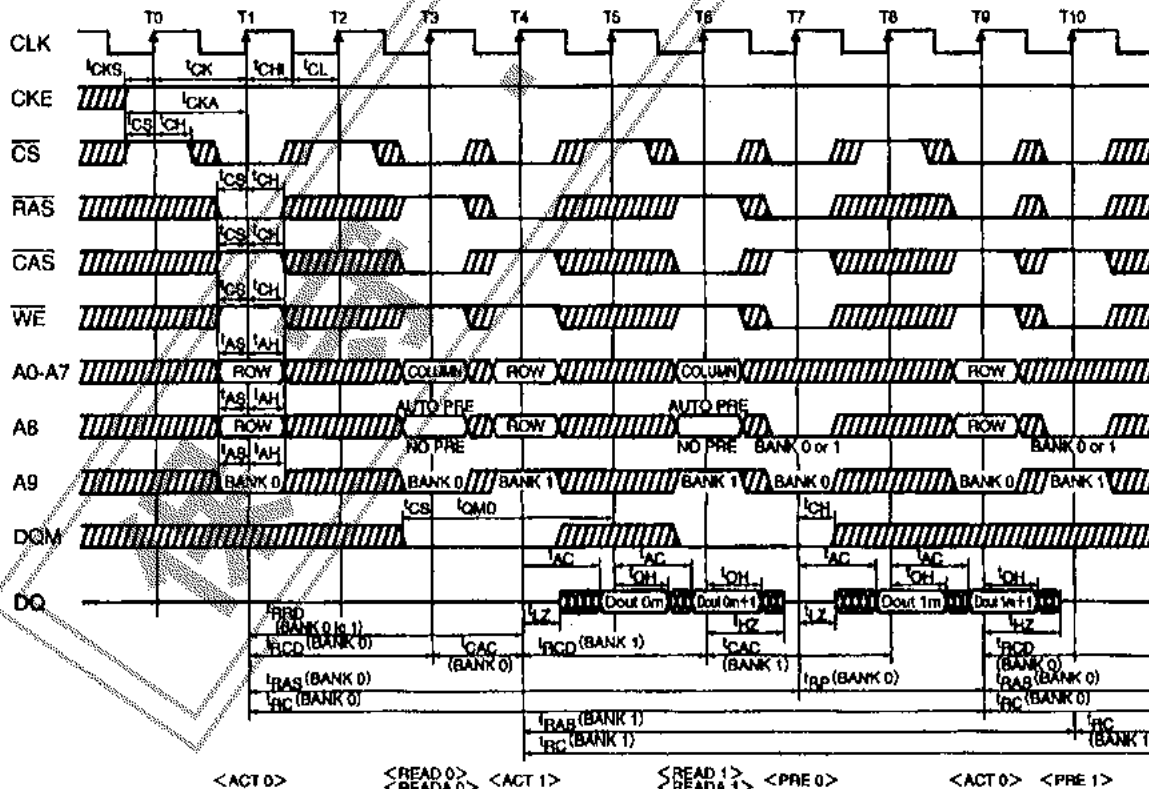 T0 T1 T2 T3 T4 T5 T6 T7 T8 T9 T10
CLK
tCKS tCK tCHI tCL
CKE
tCKA
tCS tCH
CS
tCS tCH
RAS
tCS tCH
CAS
tCS tCH
WE
tAS tAH
A0-A7 ROW COLUMN ROW COLUMN ROW
tAS tAH AUTO PRE AUTO PRE
A8 ROW ROW ROW
NO PRE NO PRE BANK 0 or 1 BANK 0 or 1
tAS tAH
A9 BANK 0 BANK 0 BANK 1 BANK 1 BANK 0 BANK 0 BANK 1
tCS tQMD tCH
DQM
tAC tAC tAC tAC
tOH tOH tOH tOH
DQ Dout 0m Dout 0m+1 Dout 1m Dout 1m+1
tLZ tHZ tLZ tHZ
tRRD
(BANK 0 to 1)
tRCD (BANK 0) tCAC (BANK 0) tRCD (BANK 1) tCAC (BANK 1) tRCD (BANK 0)
tRAS (BANK 0) tRP (BANK 0) tRAS (BANK 0)
tRC (BANK 0) tRC (BANK 0)
tRAS (BANK 1) tRC (BANK 1)
tRC (BANK 1)
<ACT 0> <READ 0> <ACT 1> <READ 1> <PRE 0> <ACT 0> <PRE 1>
<READA 0> <READA 1>